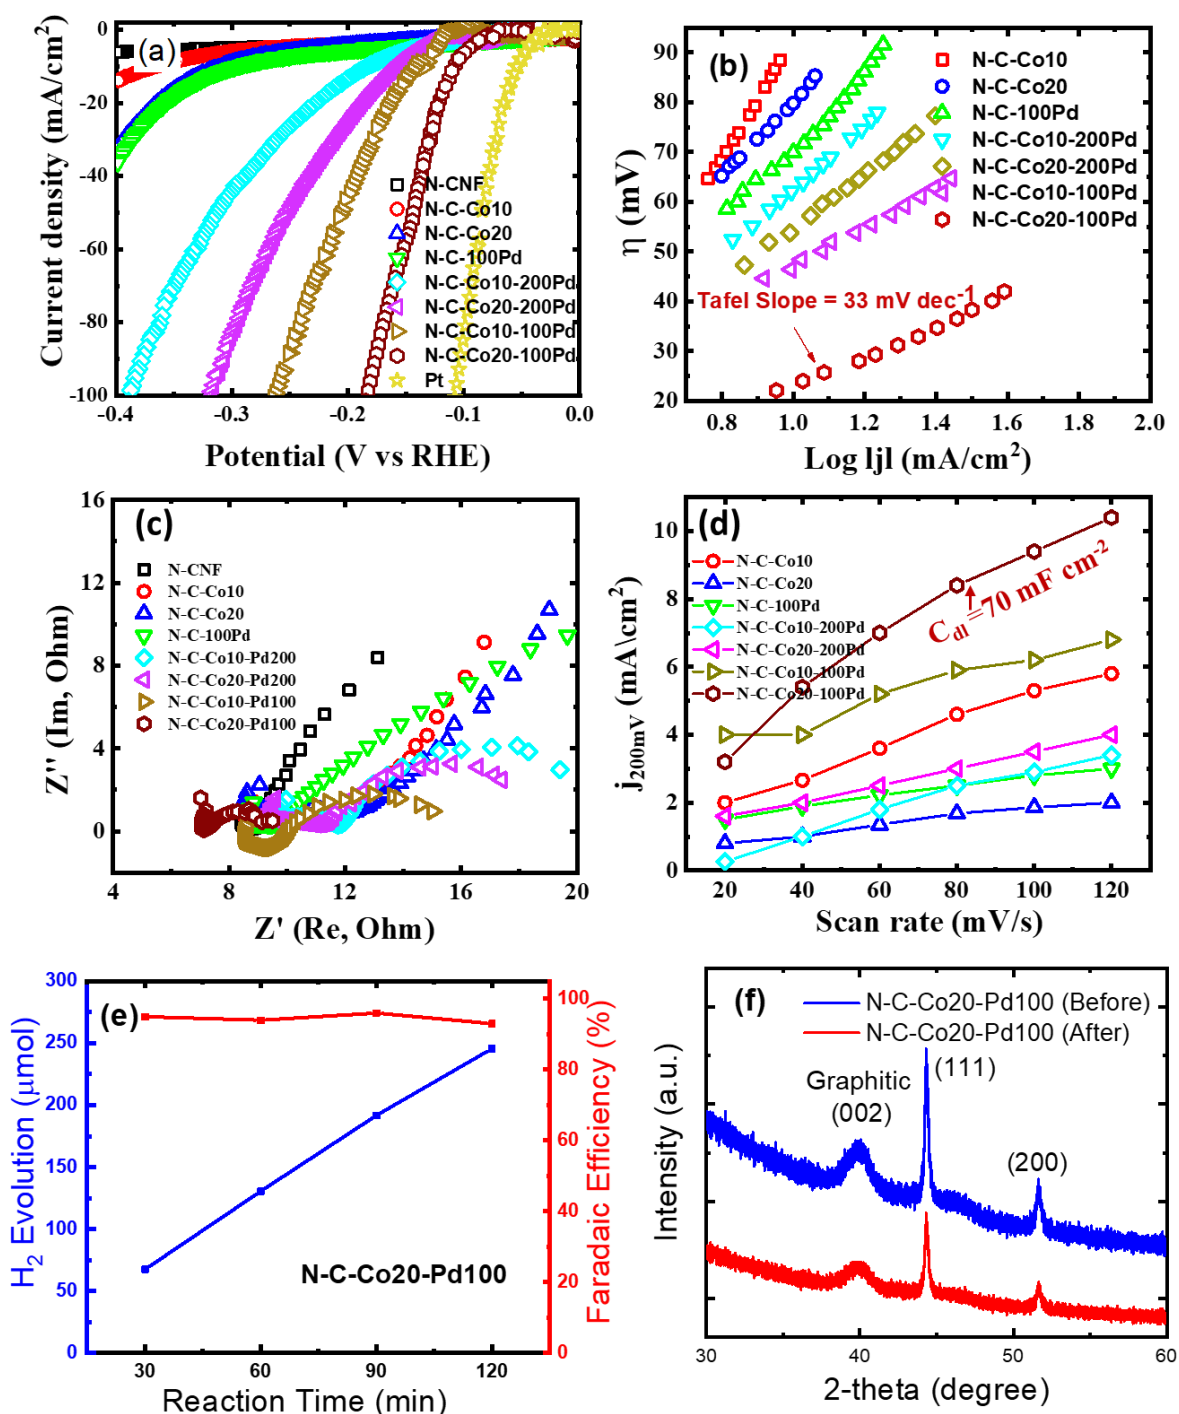 (a)
Current density (mA/cm2)
0
-20
-40
-60
-80
-100
N-CNF
N-C-Co10
N-C-Co20
N-C-100Pd
N-C-Co10-200Pd
N-C-Co20-200Pd
N-C-Co10-100Pd
N-C-Co20-100Pd
Pt
-0.4 -0.3 -0.2 -0.1 0.0
Potential (V vs RHE)
(b)
η (mV)
90
80
70
60
50
40
30
20
N-C-Co10
N-C-Co20
N-C-100Pd
N-C-Co10-200Pd
N-C-Co20-200Pd
N-C-Co10-100Pd
N-C-Co20-100Pd
Tafel Slope = 33 mV dec-1
0.8 1.0 1.2 1.4 1.6 1.8 2.0
Log ljl (mA/cm2)
(c)
Z'' (Im, Ohm)
16
12
8
4
0
N-CNF
N-C-Co10
N-C-Co20
N-C-100Pd
N-C-Co10-Pd200
N-C-Co20-Pd200
N-C-Co10-Pd100
N-C-Co20-Pd100
4 8 12 16 20
Z' (Re, Ohm)
(d)
j200mV (mA\cm2)
10
8
6
4
2
0
N-C-Co10
N-C-Co20
N-C-100Pd
N-C-Co10-200Pd
N-C-Co20-200Pd
N-C-Co10-100Pd
N-C-Co20-100Pd
Cdl=70 mF cm-2
20 40 60 80 100 120
Scan rate (mV/s)
(e)
H2 Evolution (μmol)
300
250
200
150
100
50
0
N-C-Co20-Pd100
100
80
60
40
20
0
Faradaic Efficiency (%)
30 60 90 120
Reaction Time (min)
(f)
Intensity (a.u.)
N-C-Co20-Pd100 (Before)
N-C-Co20-Pd100 (After)
Graphitic
(002)
(111)
(200)
30 40 50 60
2-theta (degree)